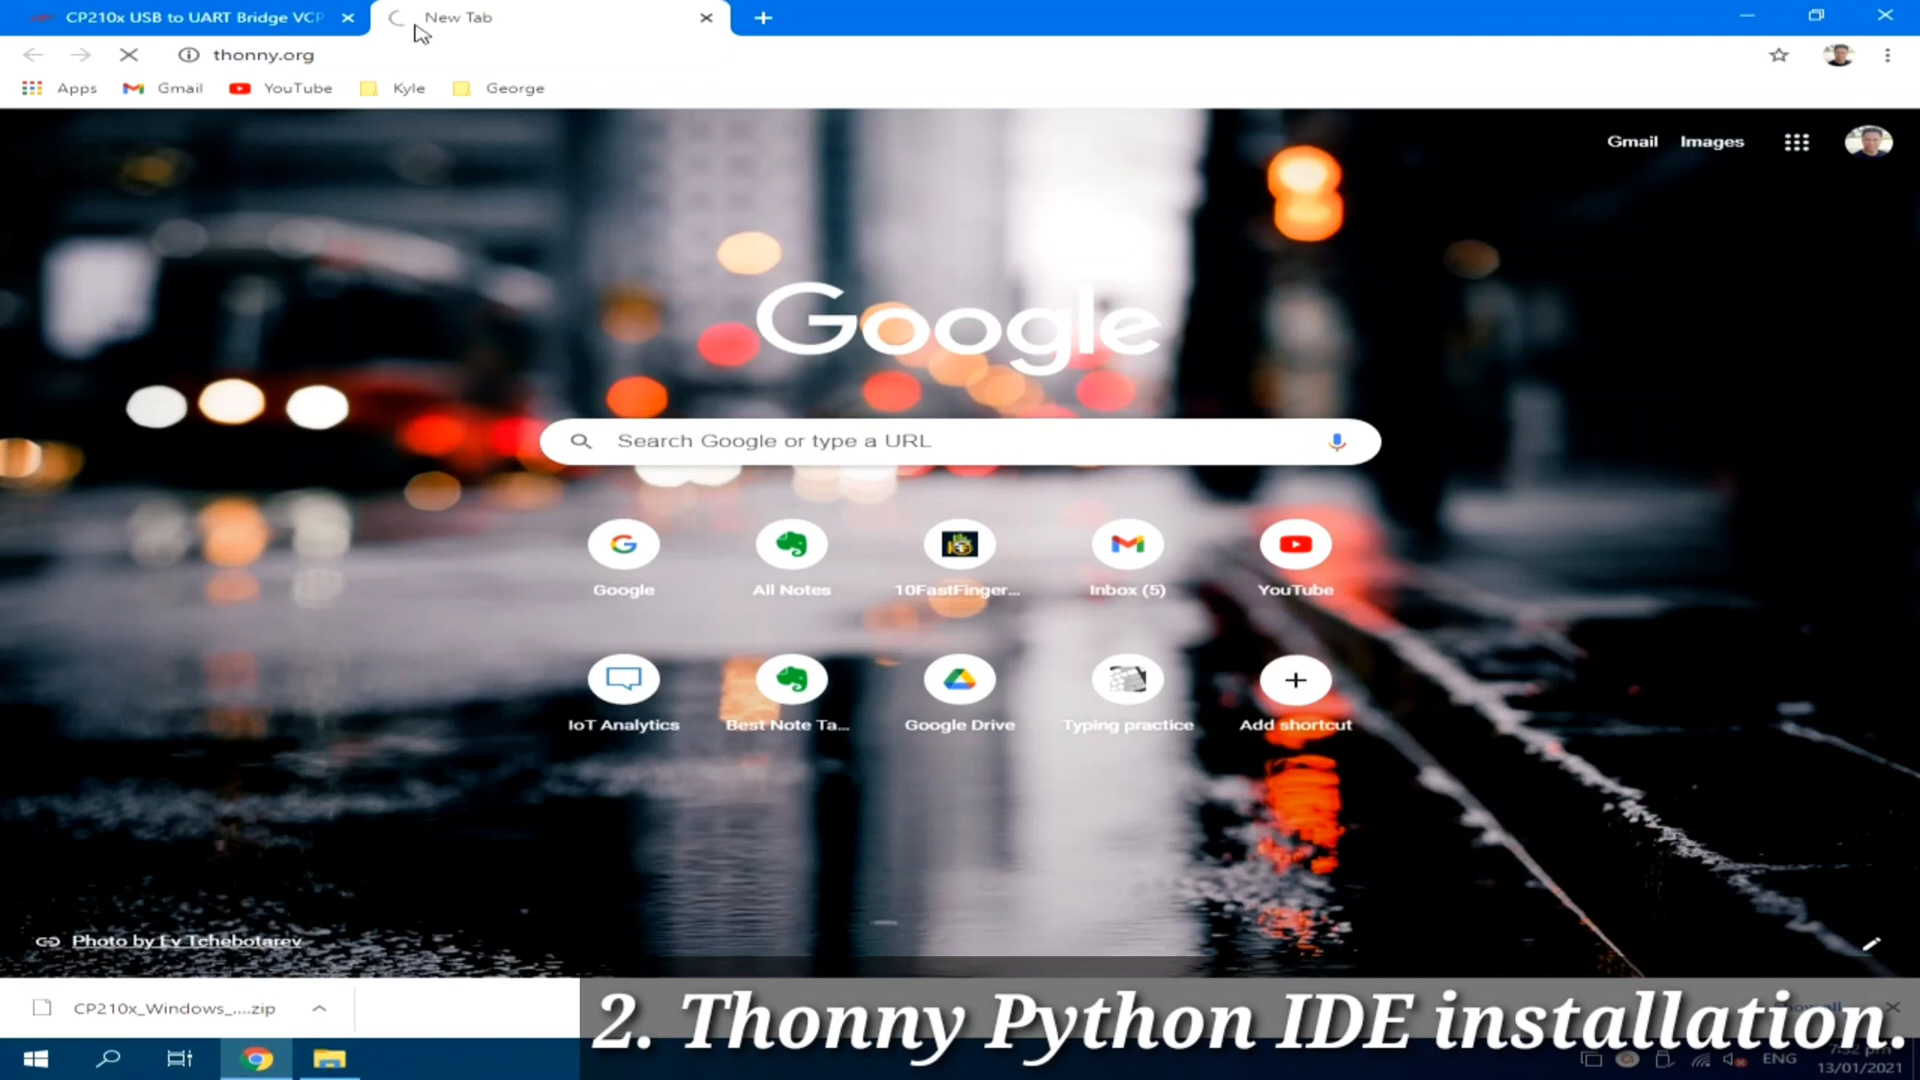 CP210x USB to UART Bridge VCP
New Tab
thonny.org
Apps
Gmail
YouTube
Kyle
George
Gmail
Images
Google
Search Google or type a URL
Google
All Notes
10FastFinger...
Inbox (5)
YouTube
IoT Analytics
Best Note Ta...
Google Drive
Typing practice
Add shortcut
Photo by Ev Tchebotarev
CP210x_Windows_....zip
2. Thonny Python IDE installation.
ENG
13/01/2021